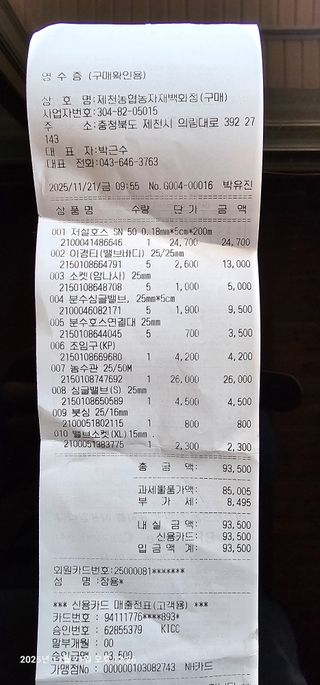 영 수 증 (구매확인용)
상 호 명:제천농협농자재백화점(구매)
사업자번호:304-82-05015
주 소:충청북도 제천시 의림대로 392 27
143
대 표 자:박근수
대표 전화:043-646-3763
2025/11/21/금 09:55 No.G004-00016 박유진
상 품 명 수량 단 가 금 액
001 저설호스 SN 50 0.18mm*5cm*200m
2100041486646 1 24,700 24,700
002 이경티(밸브바디) 25/25mm
2150108664791 5 2,600 13,000
003 소켓(암나사) 25mm
2150108648708 5 1,000 5,000
004 분수싱글밸브, 25mm*5cm
2100046082171 5 1,900 9,500
005 분수호스연결대 25mm
2150108644045 5 700 3,500
006 조임구(KP)
2150108669680 1 4,200 4,200
007 농수관 25/50M
2150108747692 1 26,000 26,000
008 싱글밸브(S) 25mm
2150108650589 1 4,500 4,500
009 붓싱 25/16mm
2100051802115 1 800 800
010 밸브소켓(XL)15mm
2100051983775 1 2,300 2,300
총 금 액: 93,500
과세물품가액: 85,005
부 가 세: 8,495
내 실 금 액: 93,500
신용카드: 93,500
입 금 액 계: 93,500
외원카드번호:25000081*******
성 명 :장용*
*** 신용카드 매출전표(고객용) ***
카드번호 : 94111776****893*
승인번호 : 62855379 KICC
할부개월 : 00
승인금액 : 93,500
가맹점No : 000000103082743 NH카드